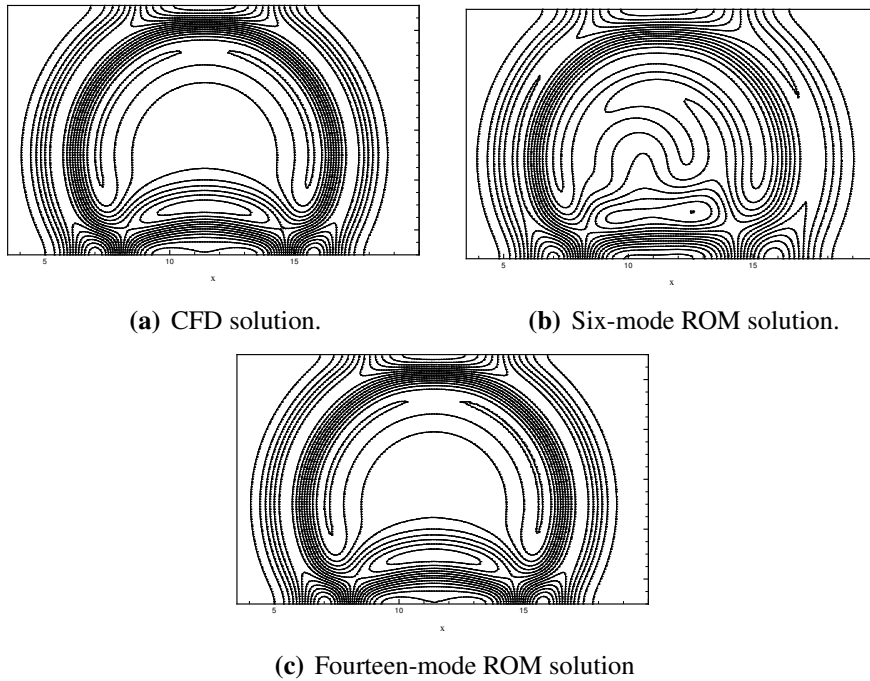 5 10 15
x
(a) CFD solution.
5 10 15
x
(b) Six-mode ROM solution.
5 10 15
x
(c) Fourteen-mode ROM solution